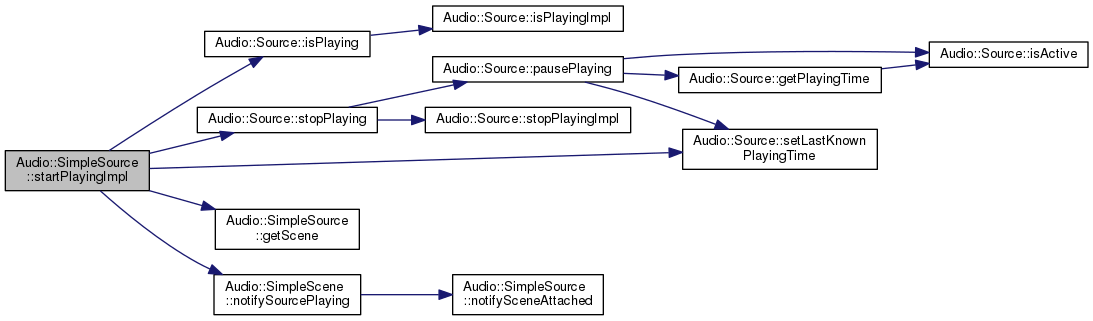 Audio::SimpleSource
::startPlayingImpl
Audio::Source::isPlaying
Audio::Source::isPlayingImpl
Audio::Source::stopPlaying
Audio::Source::pausePlaying
Audio::Source::isActive
Audio::Source::getPlayingTime
Audio::Source::setLastKnown
PlayingTime
Audio::Source::stopPlayingImpl
Audio::SimpleSource
::getScene
Audio::SimpleScene
::notifySourcePlaying
Audio::SimpleSource
::notifySceneAttached